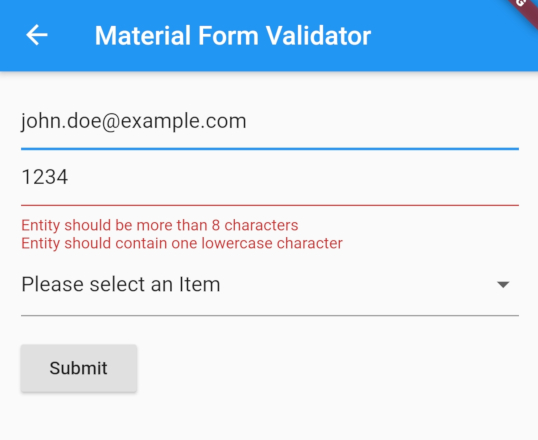 Material Form Validator
john.doe@example.com
1234
Entity should be more than 8 characters
Entity should contain one lowercase character
Please select an Item
Submit